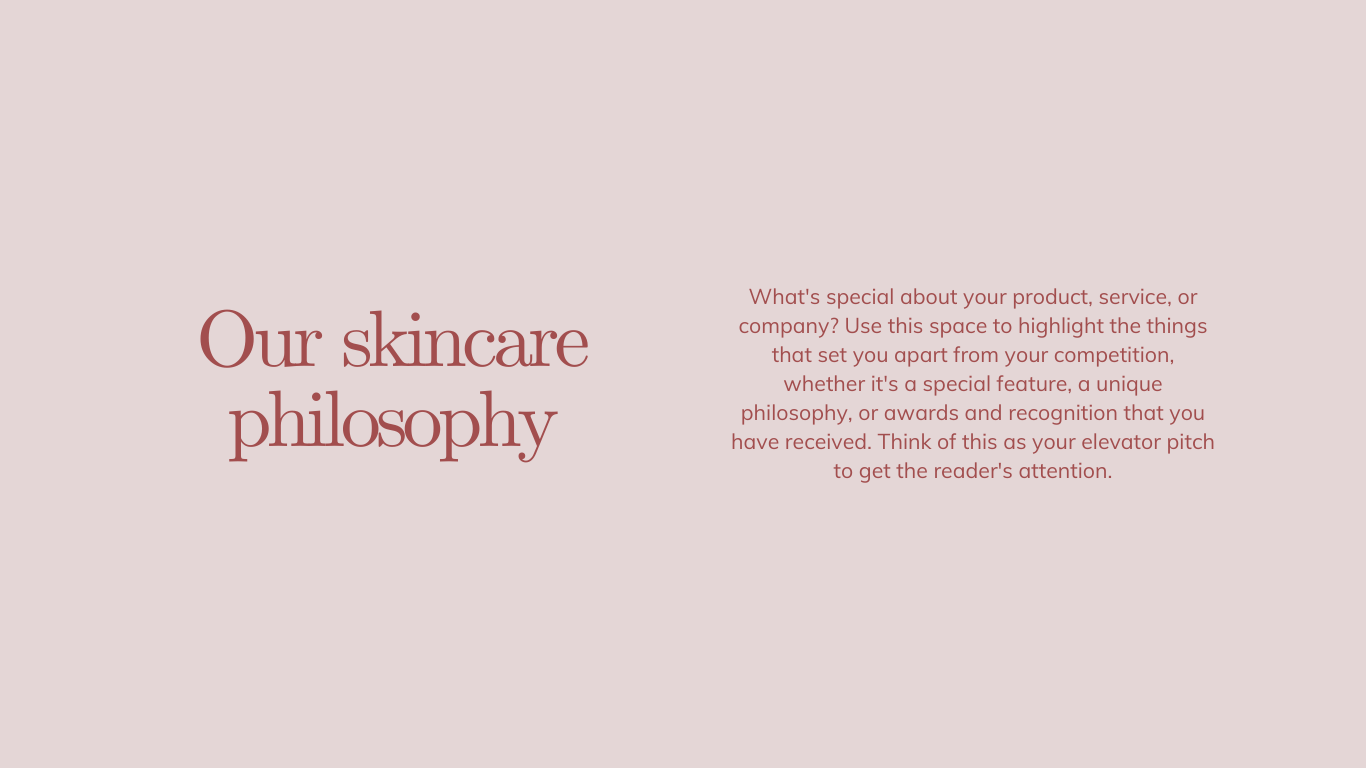 Our skincare
philosophy
What's special about your product, service, or
company? Use this space to highlight the things
that set you apart from your competition,
whether it's a special feature, a unique
philosophy, or awards and recognition that you
have received. Think of this as your elevator pitch
to get the reader's attention.